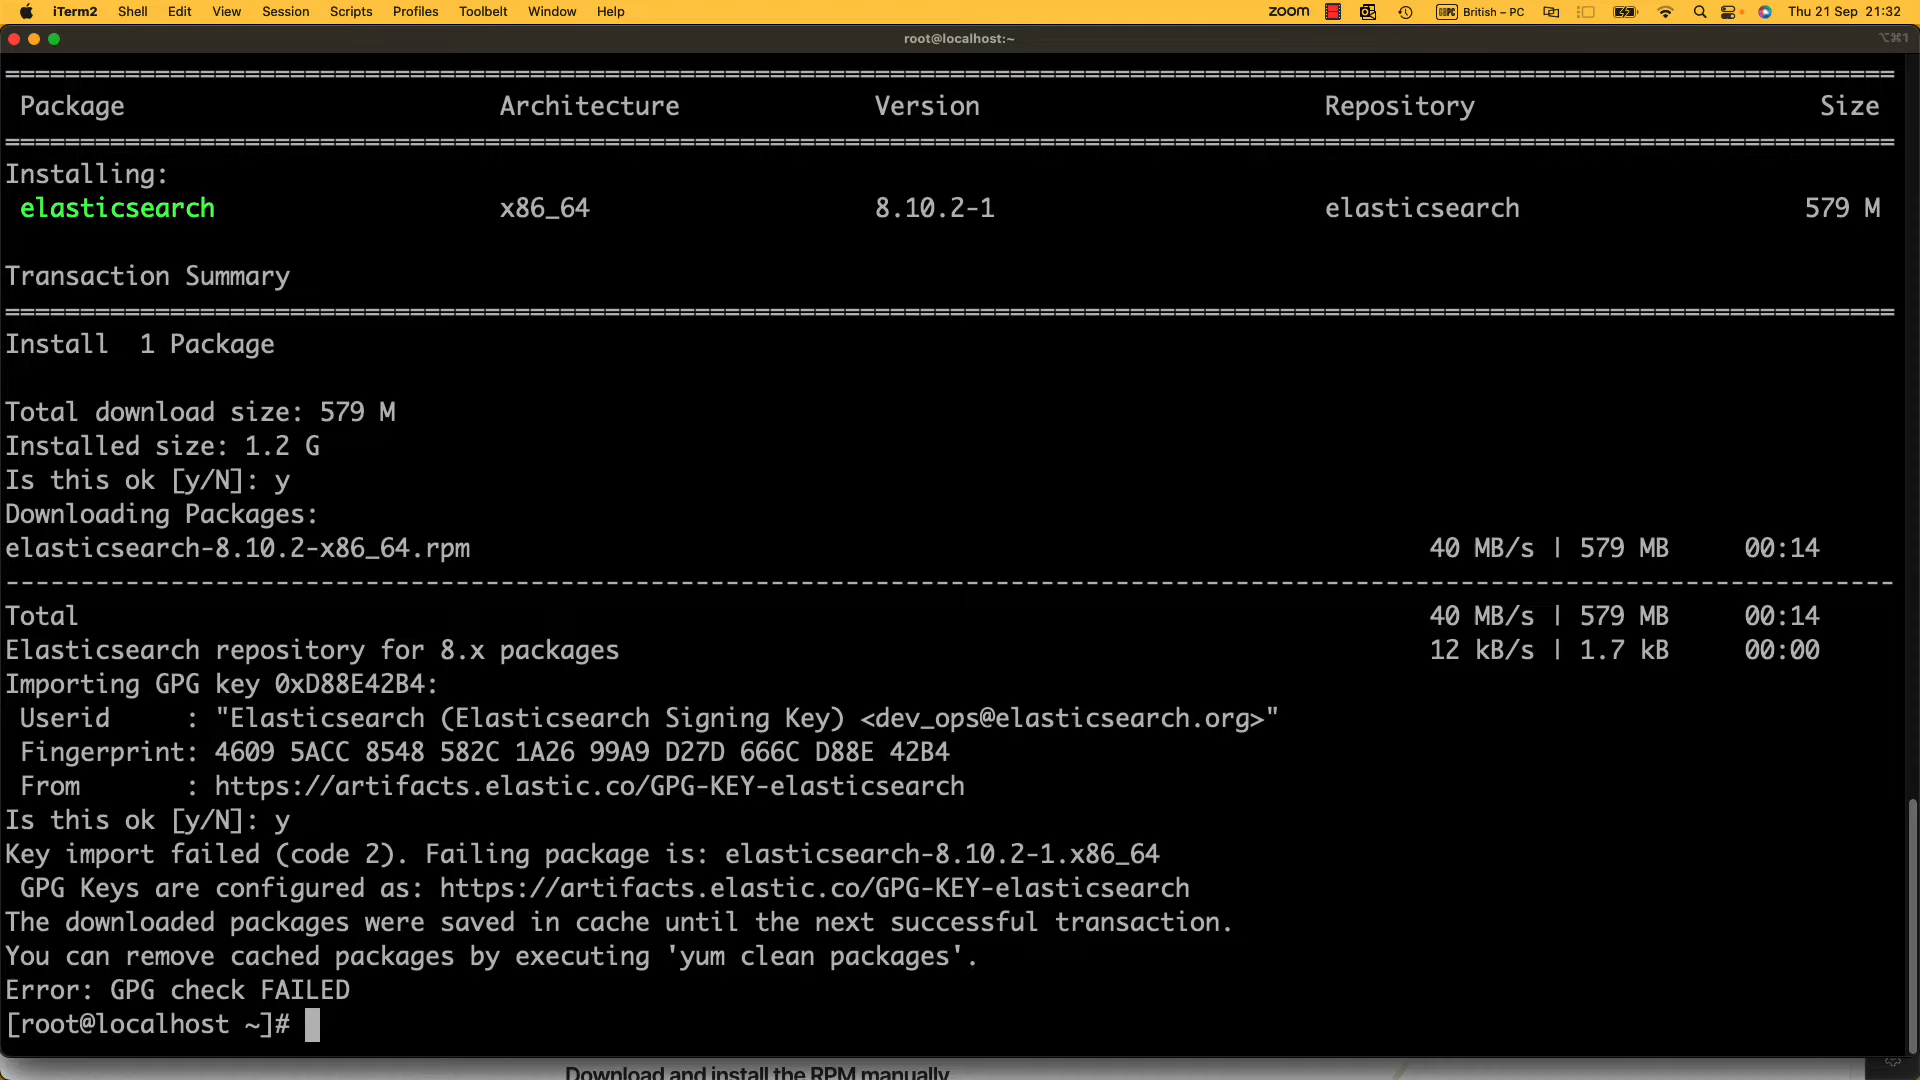 iTerm2 Shell Edit View Session Scripts Profiles Toolbelt Window Help zoom British – PC Thu 21 Sep 21:32
root@localhost:~ ⌥⌘1
================================================================================
Package Architecture Version Repository Size
================================================================================
Installing:
elasticsearch x86_64 8.10.2-1 elasticsearch 579 M
Transaction Summary
================================================================================
Install 1 Package
Total download size: 579 M
Installed size: 1.2 G
Is this ok [y/N]: y
Downloading Packages:
elasticsearch-8.10.2-x86_64.rpm 40 MB/s | 579 MB 00:14
--------------------------------------------------------------------------------
Total 40 MB/s | 579 MB 00:14
Elasticsearch repository for 8.x packages 12 kB/s | 1.7 kB 00:00
Importing GPG key 0xD88E42B4:
Userid : "Elasticsearch (Elasticsearch Signing Key) <dev_ops@elasticsearch.org>"
Fingerprint: 4609 5ACC 8548 582C 1A26 99A9 D27D 666C D88E 42B4
From : https://artifacts.elastic.co/GPG-KEY-elasticsearch
Is this ok [y/N]: y
Key import failed (code 2). Failing package is: elasticsearch-8.10.2-1.x86_64
GPG Keys are configured as: https://artifacts.elastic.co/GPG-KEY-elasticsearch
The downloaded packages were saved in cache until the next successful transaction.
You can remove cached packages by executing 'yum clean packages'.
Error: GPG check FAILED
[root@localhost ~]#
Download and install the RPM manually